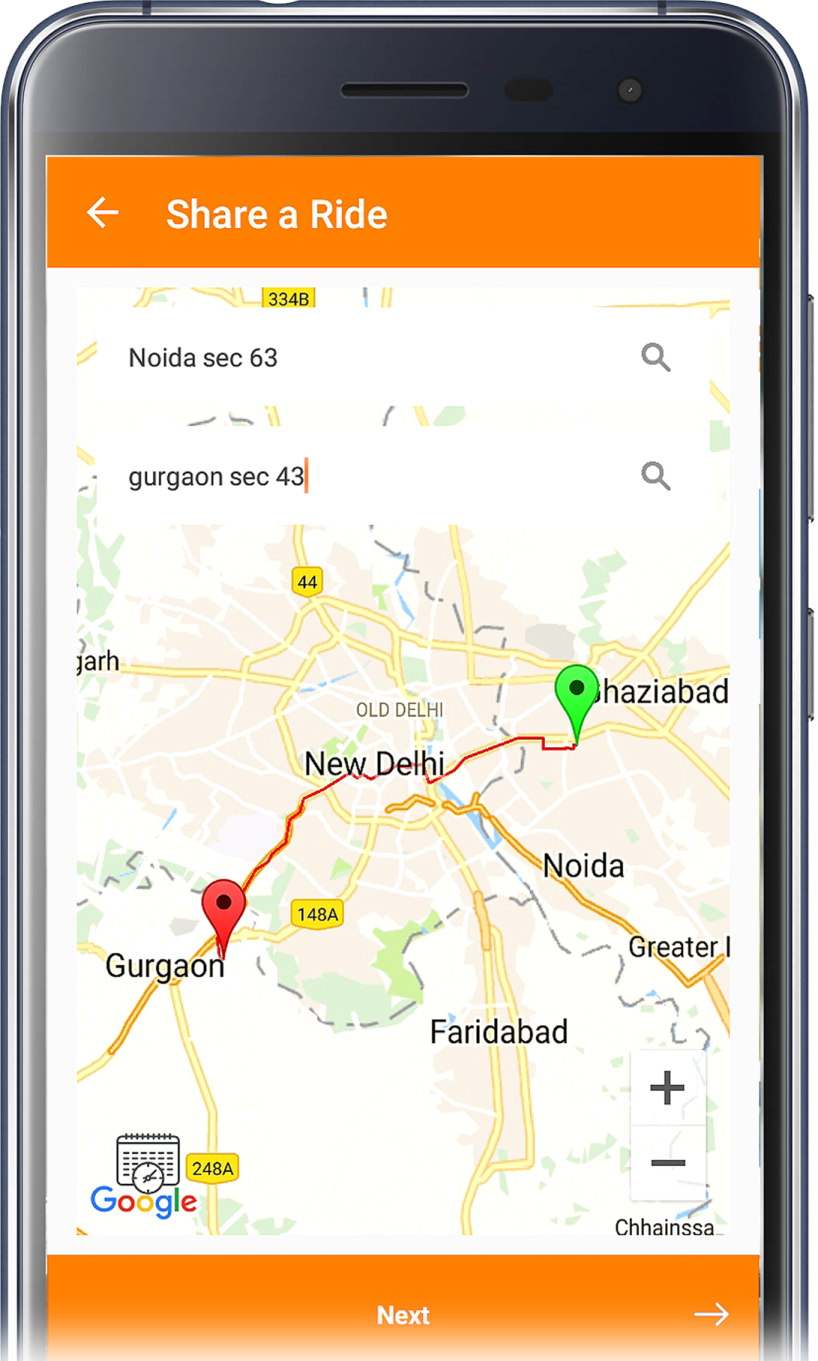 Share a Ride
334B
Noida sec 63
gurgaon sec 43
44
garh
Ghaziabad
OLD DELHI
New Delhi
Noida
148A
Greater
Gurgaon
Faridabad
+
−
248A
Google
Chhainssa
Next